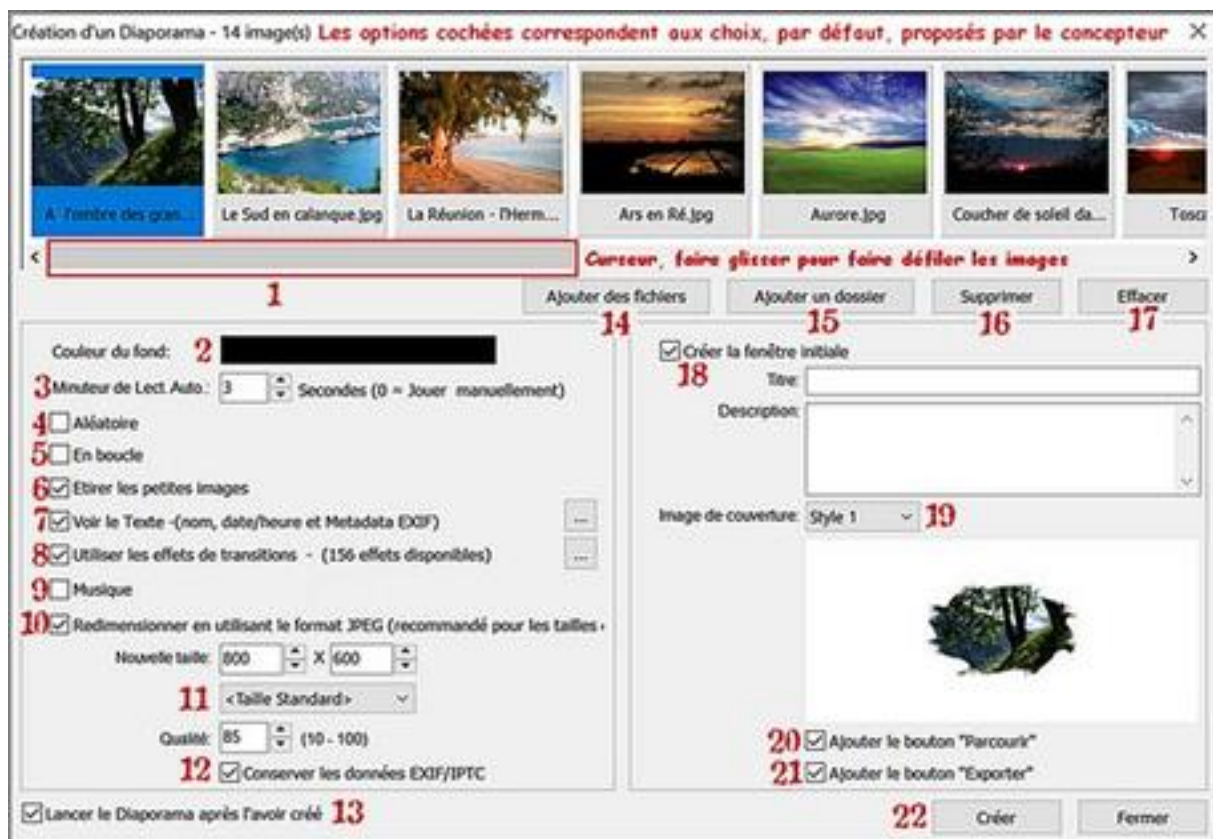 Création d'un Diaporama - 14 image(s) Les options cochées correspondent aux choix, par défaut, proposés par le concepteur
A l'ombre des gran... Le Sud en calanque.jpg La Réunion - l'Herm... Ars en Ré.jpg Aurore.jpg Coucher de soleil da... Tosca
< Curseur, faire glisser pour faire défiler les images >
1
Ajouter des fichiers Ajouter un dossier Supprimer Effacer
14 15 16 17
Couleur du fond: 2
3 Minuteur de Lect. Auto.: 3 Secondes (0 = Jouer manuellement)
4 Aléatoire
5 En boucle
6 Etirer les petites images
7 Voir le Texte -(nom, date/heure et Metadata EXIF) ...
8 Utiliser les effets de transitions - (156 effets disponibles) ...
9 Musique
10 Redimensionner en utilisant le format JPEG (recommandé pour les tailles
Nouvelle taille: 800 X 600
11 <Taille Standard>
Qualité: 85 (10 - 100)
12 Conserver les données EXIF/IPTC
Créer la fenêtre initiale
18
Titre:
Description:
Image de couverture: Style 1 19
20 Ajouter le bouton "Parcourir"
21 Ajouter le bouton "Exporter"
Lancer le Diaporama après l'avoir créé 13
22 Créer Fermer